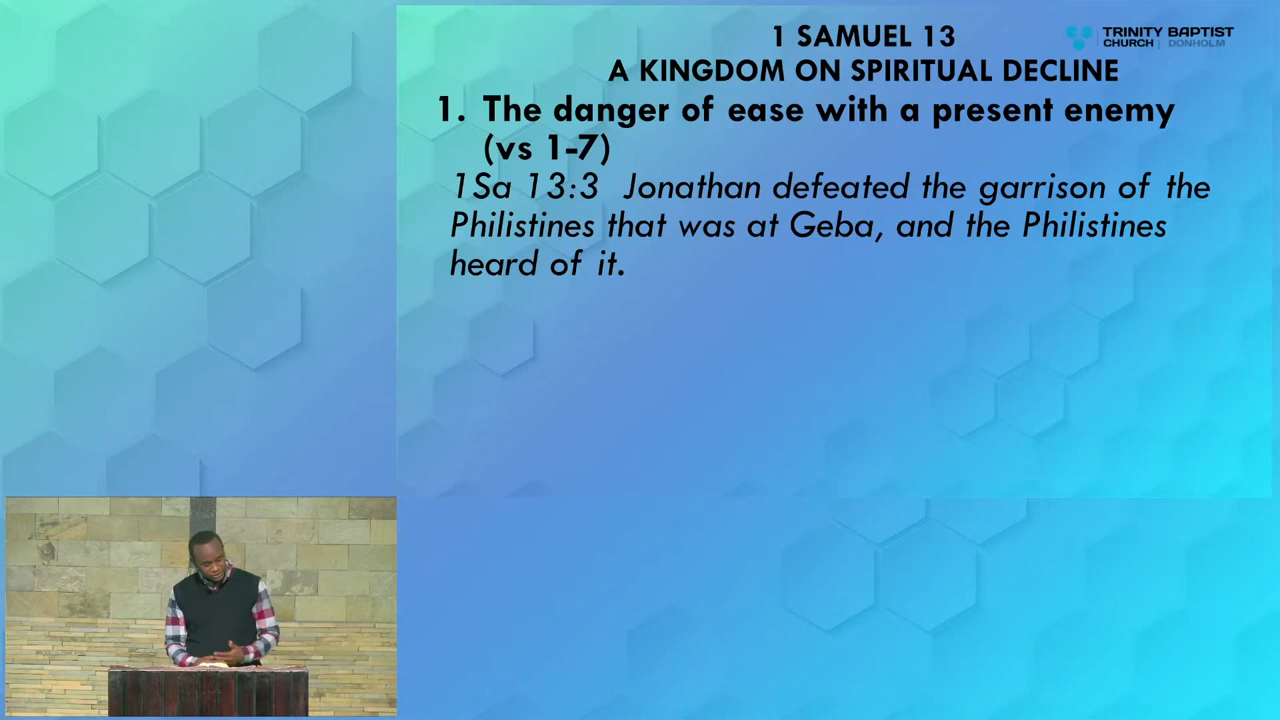 1 SAMUEL 13
TRINITY BAPTIST
CHURCH | DONHOLM
A KINGDOM ON SPIRITUAL DECLINE
1. The danger of ease with a present enemy
(vs 1-7)
1Sa 13:3 Jonathan defeated the garrison of the
Philistines that was at Geba, and the Philistines
heard of it.